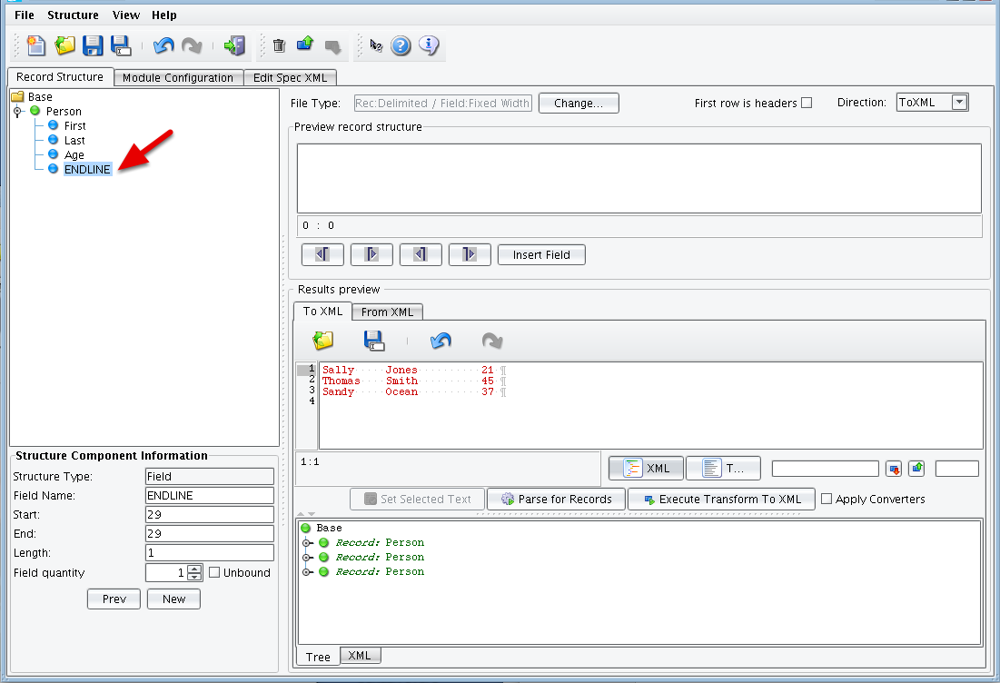 File Structure View Help
Record Structure Module Configuration Edit Spec XML
Base
Person
First
Last
Age
ENDLINE
Structure Component Information
Structure Type: Field
Field Name: ENDLINE
Start: 29
End: 29
Length: 1
Field quantity 1 Unbound
Prev New
File Type: Rec:Delimited / Field:Fixed Width Change... First row is headers Direction: ToXML
Preview record structure
0 : 0
Insert Field
Results preview
To XML From XML
1 Sally Jones 21 ¶
2 Thomas Smith 45 ¶
3 Sandy Ocean 37 ¶
4
1:1 XML T...
Set Selected Text Parse for Records Execute Transform To XML Apply Converters
Base
Record: Person
Record: Person
Record: Person
Tree XML